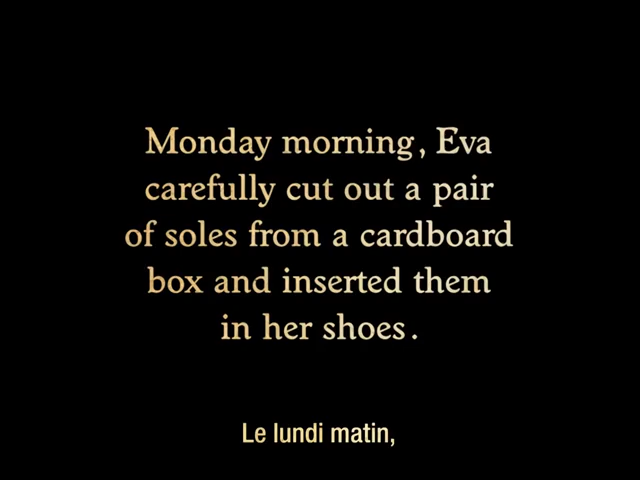 Monday morning, Eva
carefully cut out a pair
of soles from a cardboard
box and inserted them
in her shoes.
Le lundi matin,